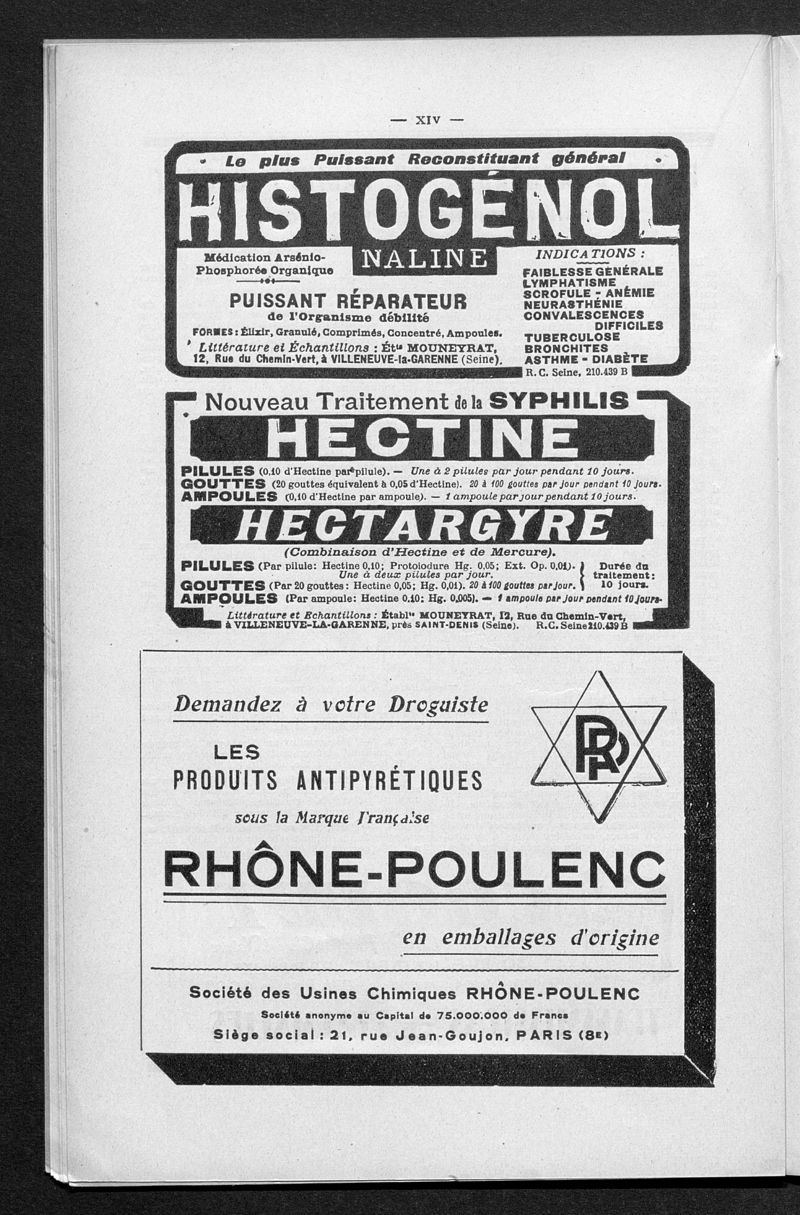 — XIV —
Le plus Puissant Reconstituant général
HISTOGÉNOL
NALINE
Médication Arsénio-
Phosphorée Organique
PUISSANT RÉPARATEUR
de l'Organisme débilité
FORMES : Élixir, Granulé, Comprimés, Concentré, Ampoules.
Littérature et Échantillons : Étts MOUNEYRAT,
12, Rue du Chemin-Vert, à VILLENEUVE-la-GARENNE (Seine).
INDICATIONS :
FAIBLESSE GÉNÉRALE
LYMPHATISME
SCROFULE - ANÉMIE
NEURASTHÉNIE
CONVALESCENCES
DIFFICILES
TUBERCULOSE
BRONCHITES
ASTHME - DIABÈTE
R. C. Seine, 210.439 B
Nouveau Traitement de la SYPHILIS
HECTINE
PILULES (0,10 d'Hectine par pilule). — Une à 2 pilules par jour pendant 10 jours.
GOUTTES (20 gouttes équivalent à 0,05 d'Hectine). 20 à 100 gouttes par jour pendant 10 jours.
AMPOULES (0,10 d'Hectine par ampoule). — 1 ampoule par jour pendant 10 jours.
HECTARGYRE
(Combinaison d'Hectine et de Mercure).
PILULES (Par pilule: Hectine 0,10; Protoiodure Hg. 0,05; Ext. Op. 0,01).
Une à deux pilules par jour.
GOUTTES (Par 20 gouttes : Hectine 0,05; Hg. 0,01). 20 à 100 gouttes par jour.
AMPOULES (Par ampoule: Hectine 0.10; Hg. 0,005). — 1 ampoule par jour pendant 10 jours.
Durée du
traitement:
10 jours.
Littérature et Echantillons : Établts MOUNEYRAT, 12, Rue du Chemin-Vert,
à VILLENEUVE-LA-GARENNE, près SAINT-DENIS (Seine). R.C. Seine 210.439 B
Demandez à votre Droguiste
LES
PRODUITS ANTIPYRÉTIQUES
sous la Marque Française
RHÔNE-POULENC
en emballages d'origine
Société des Usines Chimiques RHÔNE-POULENC
Société anonyme au Capital de 75.000.000 de Francs
Siège social : 21, rue Jean-Goujon, PARIS (8E)